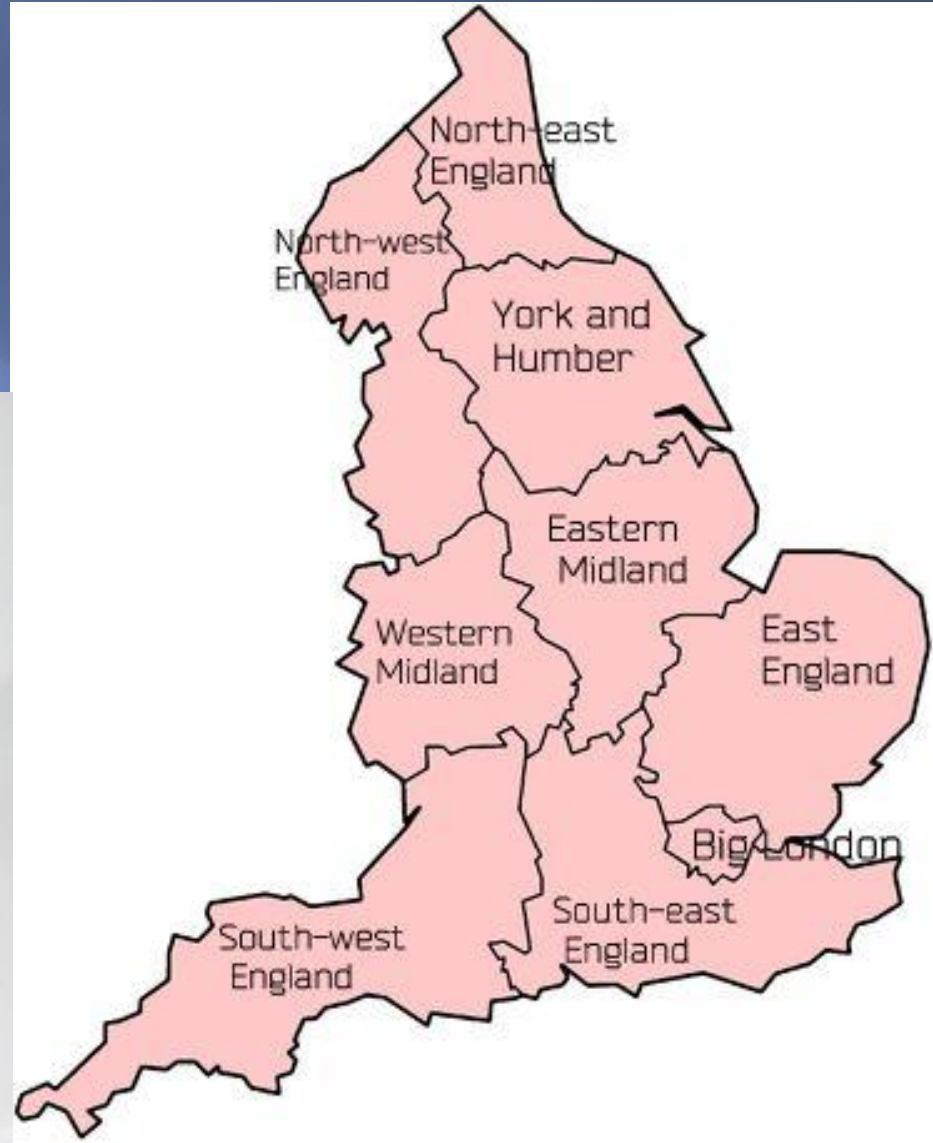 North-east
England
North-west
England
York and
Humber
Eastern
Midland
Western
Midland
East
England
Big London
South-east
England
South-west
England